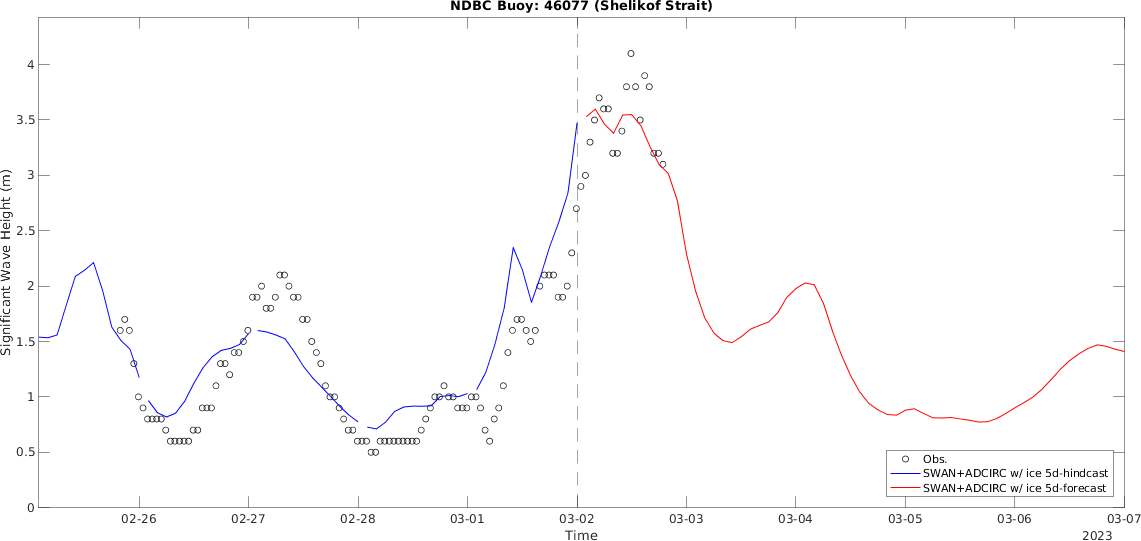 NDBC Buoy: 46077 (Shelikof Strait)
Significant Wave Height (m)
4
3.5
3
2.5
2
1.5
1
0.5
0
Obs.
SWAN+ADCIRC w/ ice 5d-hindcast
SWAN+ADCIRC w/ ice 5d-forecast
02-26 02-27 02-28 03-01 03-02 03-03 03-04 03-05 03-06 03-07
Time
2023